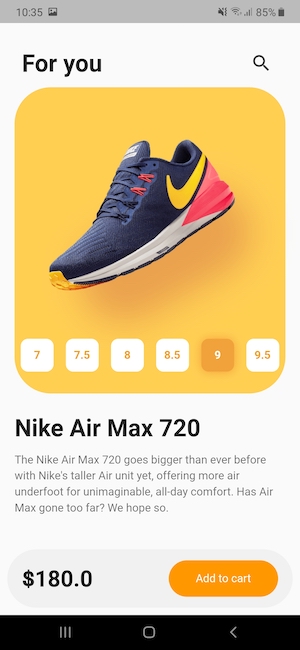 10:35 85%
For you
7 7.5 8 8.5 9 9.5
Nike Air Max 720
The Nike Air Max 720 goes bigger than ever before
with Nike's taller Air unit yet, offering more air
underfoot for unimaginable, all-day comfort. Has Air
Max gone too far? We hope so.
$180.0 Add to cart